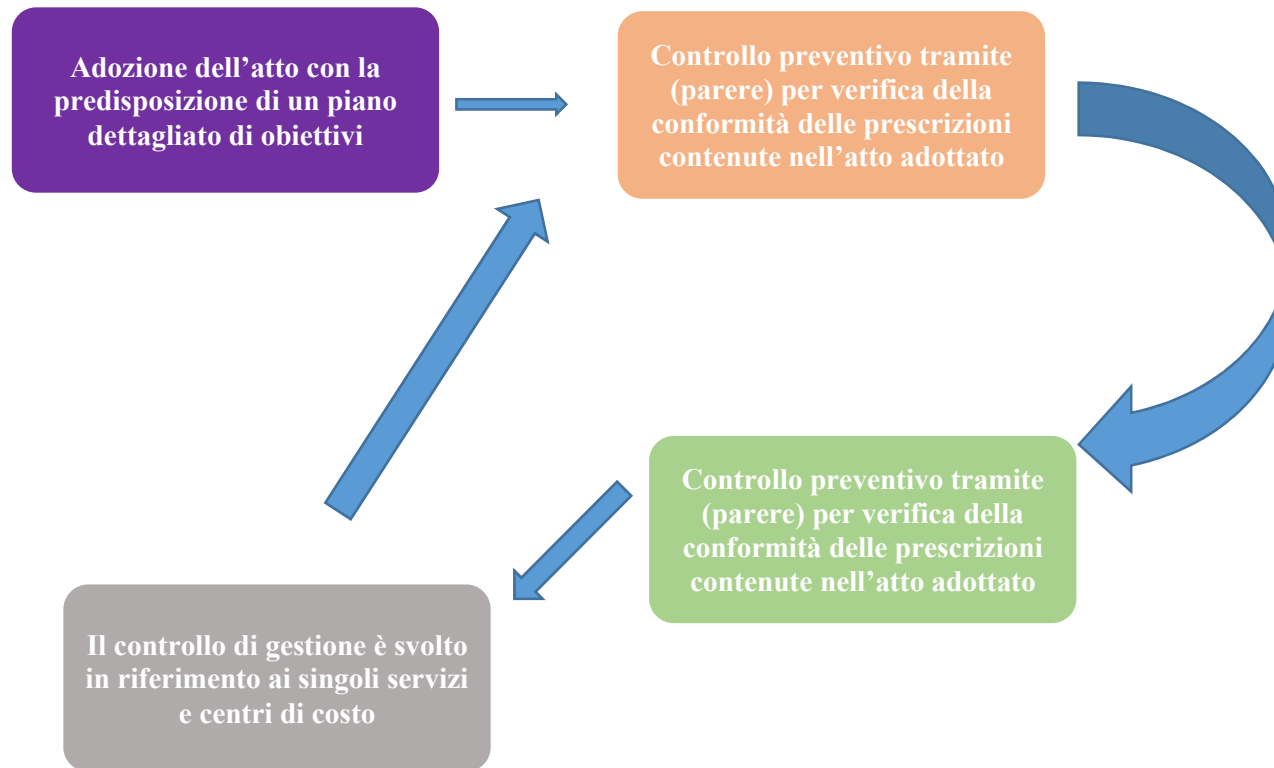 Adozione dell’atto con la
predisposizione di un piano
dettagliato di obiettivi
Controllo preventivo tramite
(parere) per verifica della
conformità delle prescrizioni
contenute nell’atto adottato
Controllo preventivo tramite
(parere) per verifica della
conformità delle prescrizioni
contenute nell’atto adottato
Il controllo di gestione è svolto
in riferimento ai singoli servizi
e centri di costo